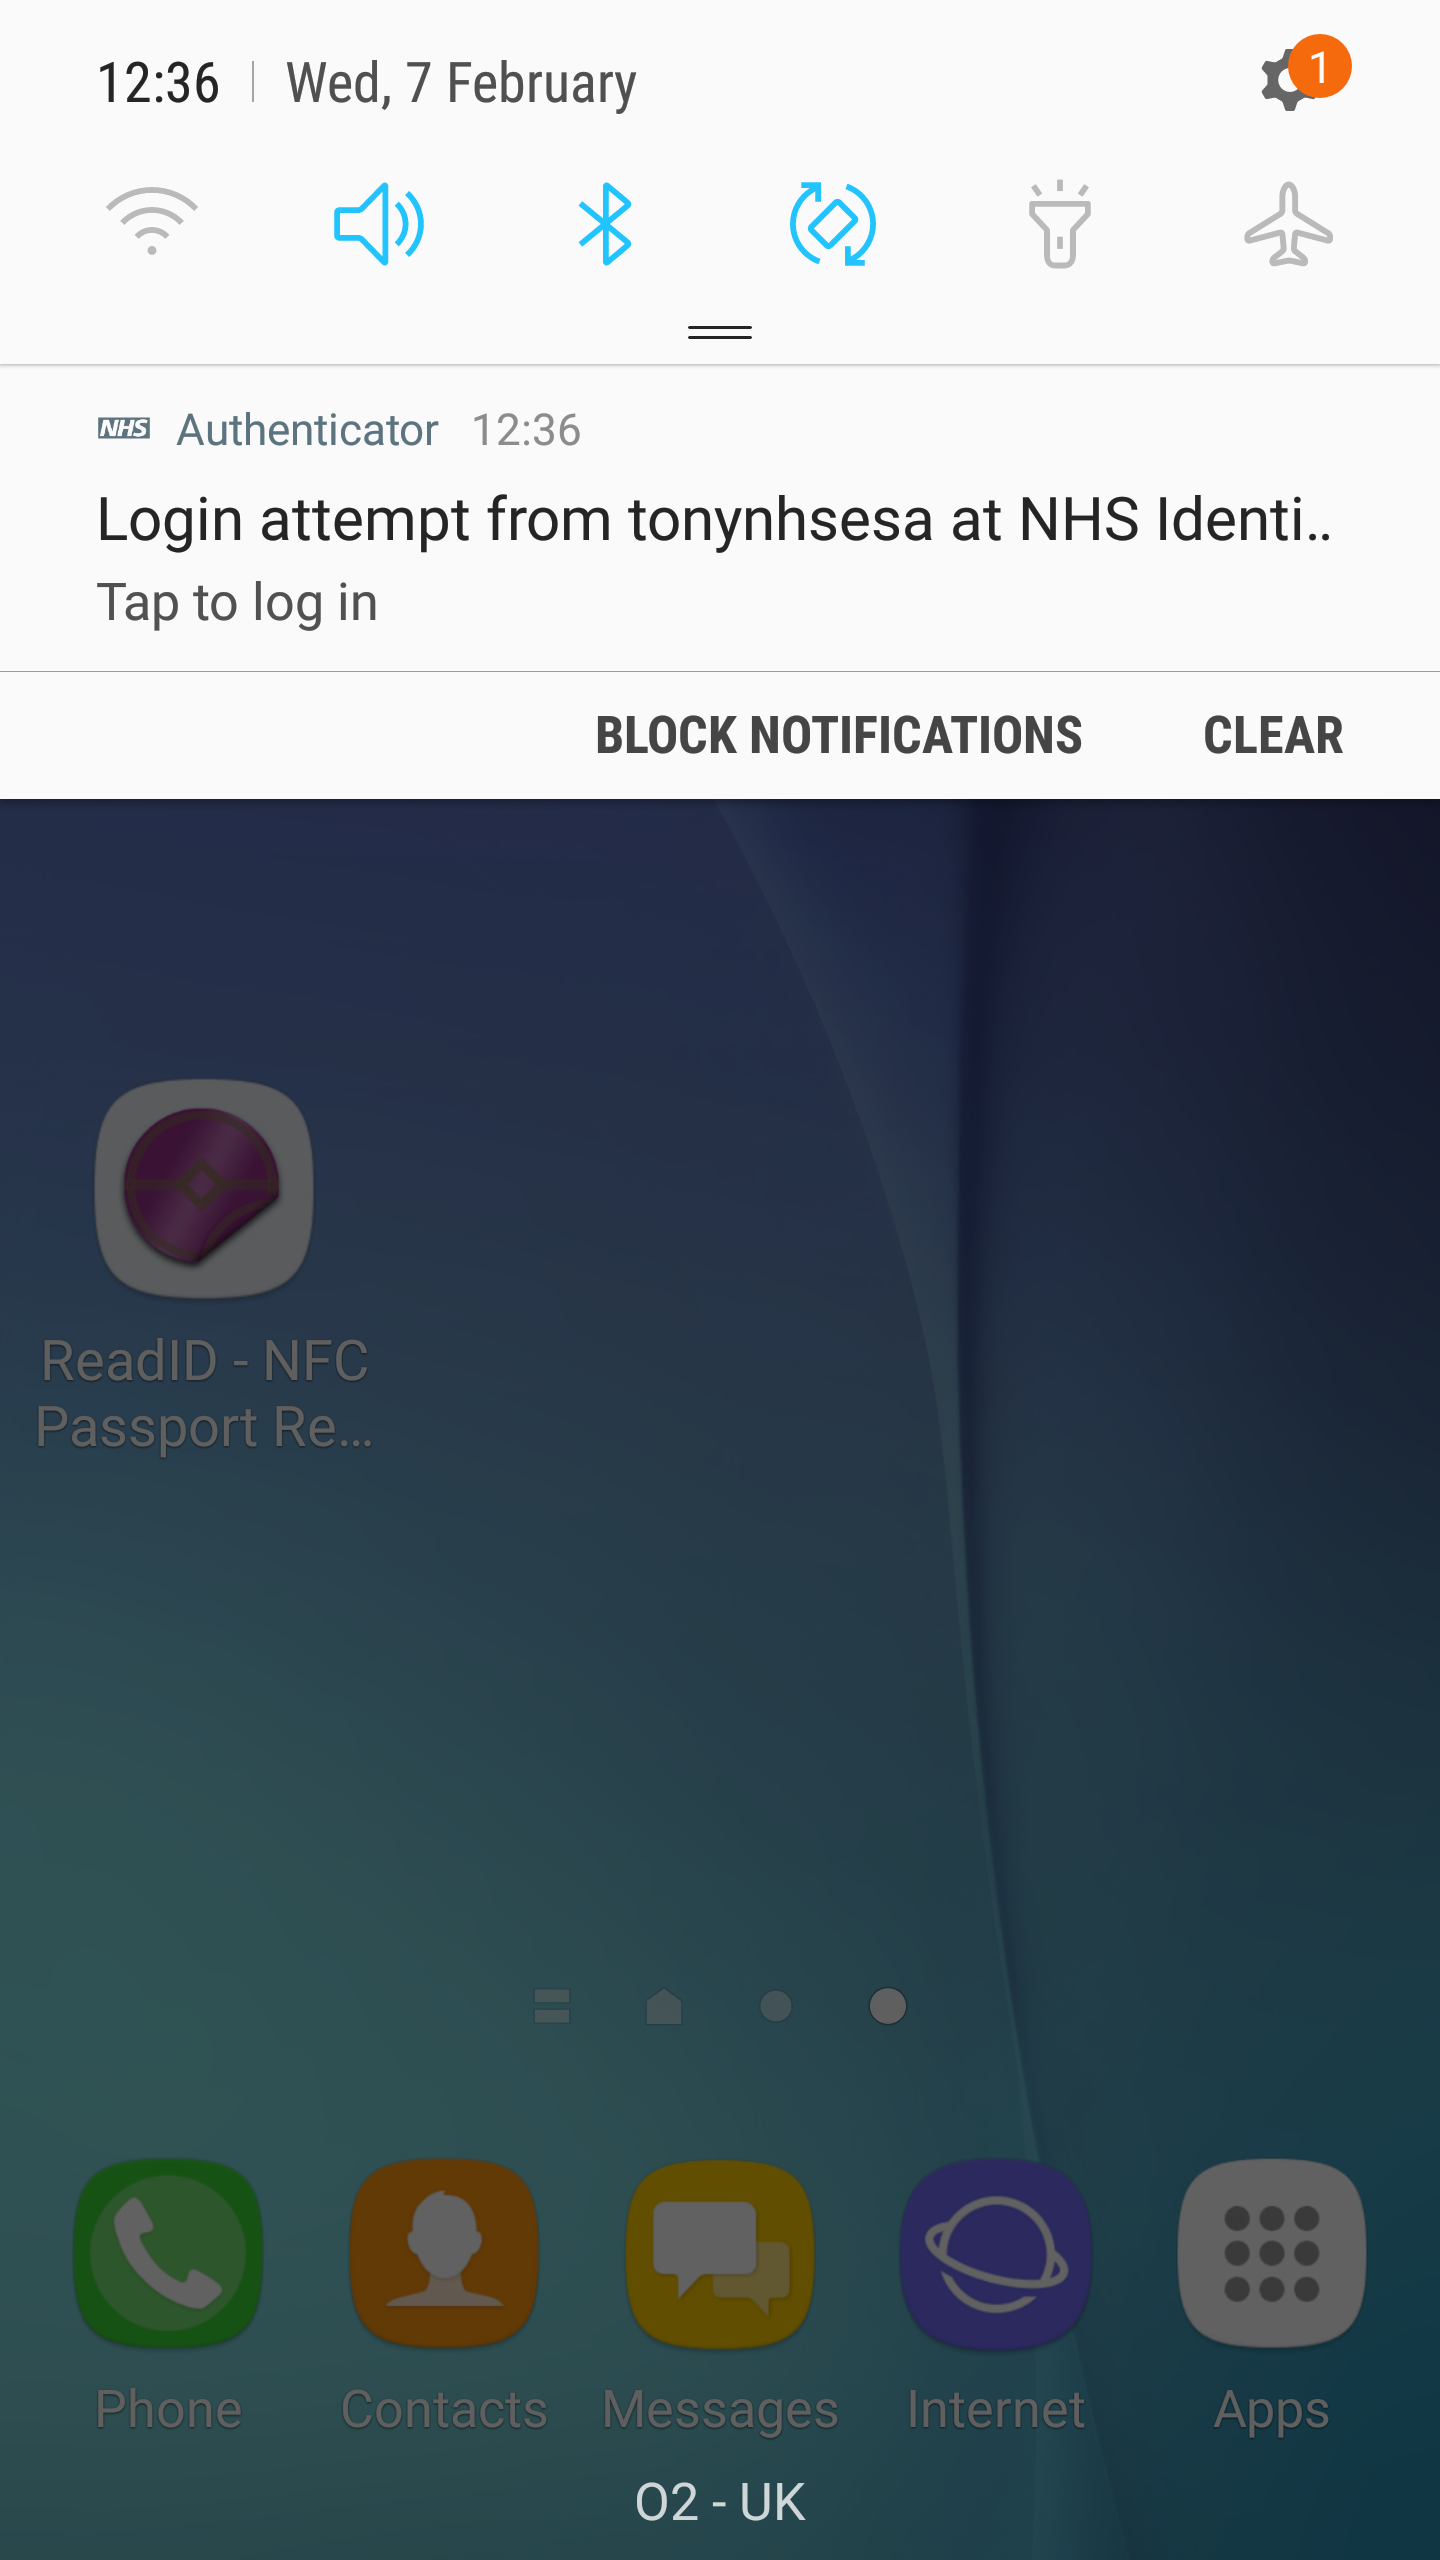 12:36 | Wed, 7 February
1
NHS Authenticator 12:36
Login attempt from tonynhsesa at NHS Identi..
Tap to log in
BLOCK NOTIFICATIONS CLEAR
ReadID - NFC
Passport Re...
Phone Contacts Messages Internet Apps
O2 - UK